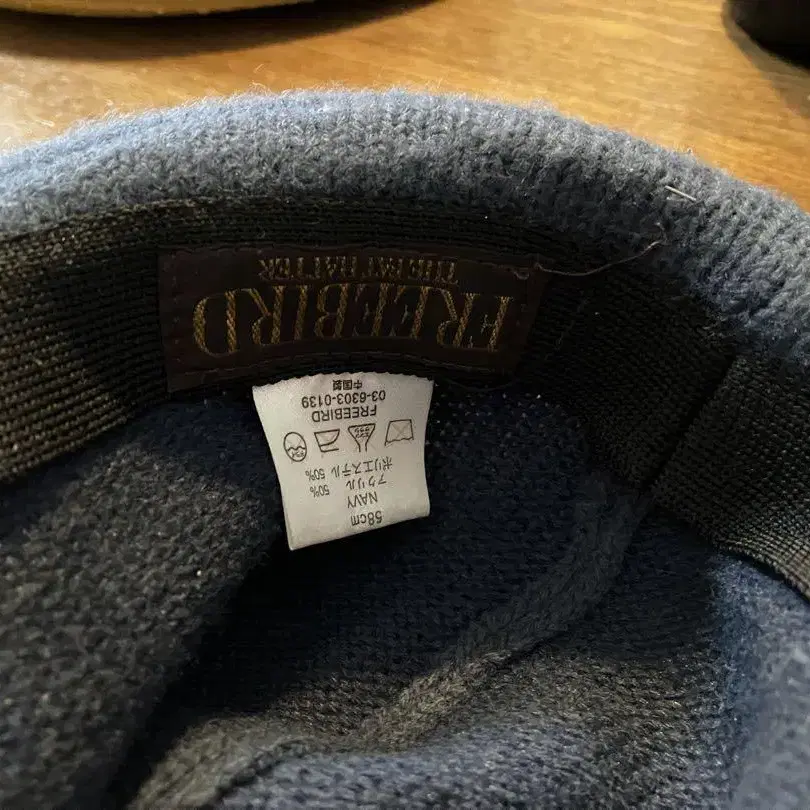 FREEBIRD
THE FAT HATTER
58cm
NAVY
アクリル 50%
ポリエステル 50%
FREEBIRD
03-6303-0139
中国製